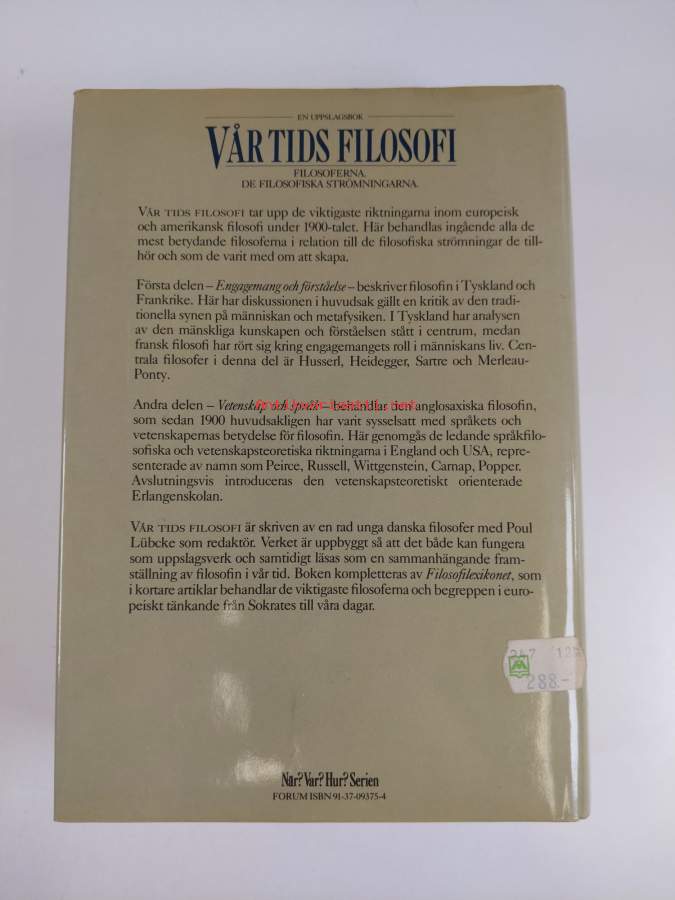 EN UPPSLAGSBOK
VÅR TIDS FILOSOFI
FILOSOFERNA.
DE FILOSOFISKA STRÖMNINGARNA.
VÅR TIDS FILOSOFI tar upp de viktigaste riktningarna inom europeisk
och amerikansk filosofi under 1900-talet. Här behandlas ingående alla de
mest betydande filosoferna i relation till de filosofiska strömningar de till-
hör och som de varit med om att skapa.
Första delen – Engagemang och förståelse – beskriver filosofin i Tyskland och
Frankrike. Här har diskussionen i huvudsak gällt en kritik av den tradi-
tionella synen på människan och metafysiken. I Tyskland har analysen
av den mänskliga kunskapen och förståelsen stått i centrum, medan
fransk filosofi har rört sig kring engagemangets roll i människans liv. Cen-
trala filosofer i denna del är Husserl, Heidegger, Sartre och Merleau-
Ponty.
Andra delen – Vetenskap och språk – behandlar den anglosaxiska filosofin,
som sedan 1900 huvudsakligen har varit sysselsatt med språkets och
vetenskapernas betydelse för filosofin. Här genomgås de ledande språkfilo-
sofiska och vetenskapsteoretiska riktningarna i England och USA, repre-
senterade av namn som Peirce, Russell, Wittgenstein, Carnap, Popper.
Avslutningsvis introduceras den vetenskapsteoretiskt orienterade
Erlangenskolan.
VÅR TIDS FILOSOFI är skriven av en rad unga danska filosofer med Poul
Lübcke som redaktör. Verket är uppbyggt så att det både kan fungera
som uppslagsverk och samtidigt läsas som en sammanhängande fram-
ställning av filosofin i vår tid. Boken kompletteras av Filosofilexikonet, som
i kortare artiklar behandlar de viktigaste filosoferna och begreppen i euro-
peiskt tänkande från Sokrates till våra dagar.
288.-
När? Var? Hur? Serien
FORUM ISBN 91-37-09375-4